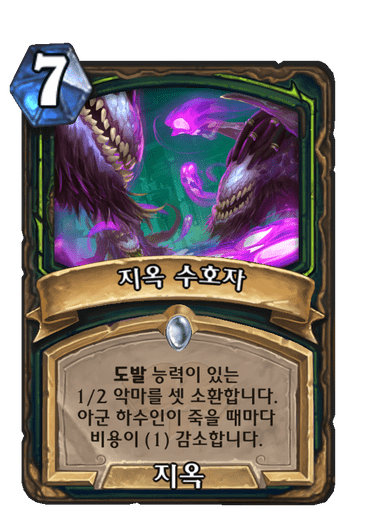 7
지옥 수호자
도발 능력이 있는
1/2 악마를 셋 소환합니다.
아군 하수인이 죽을 때마다
비용이 (1) 감소합니다.
지옥